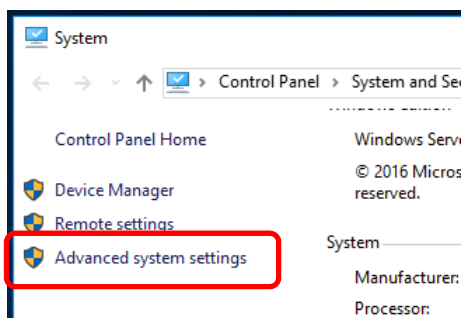 System
Control Panel > System and Se
Control Panel Home
Windows Serv
© 2016 Micros
reserved.
Device Manager
Remote settings
Advanced system settings
System
Manufacturer:
Processor: